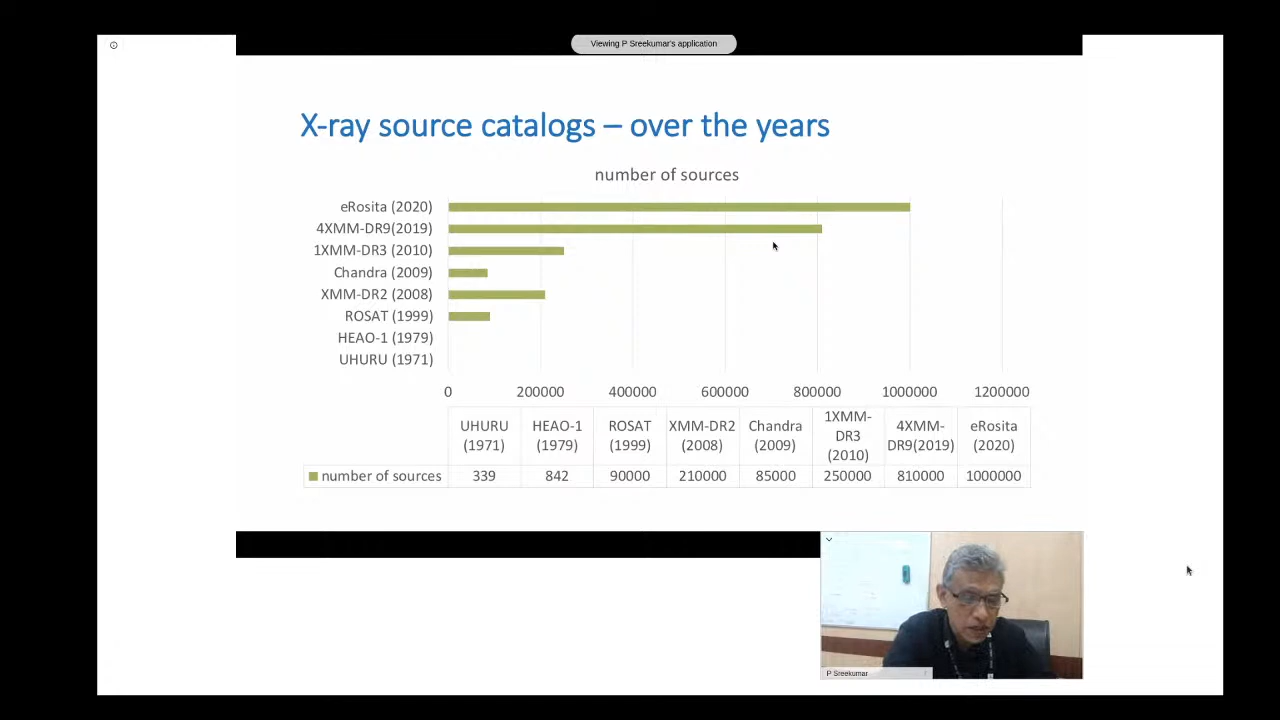 Viewing P Sreekumar's application
X-ray source catalogs – over the years
number of sources
eRosita (2020)
4XMM-DR9(2019)
1XMM-DR3 (2010)
Chandra (2009)
XMM-DR2 (2008)
ROSAT (1999)
HEAO-1 (1979)
UHURU (1971)
0 200000 400000 600000 800000 1000000 1200000
UHURU (1971) HEAO-1 (1979) ROSAT (1999) XMM-DR2 (2008) Chandra (2009) 1XMM-DR3 (2010) 4XMM-DR9(2019) eRosita (2020)
number of sources 339 842 90000 210000 85000 250000 810000 1000000
P Sreekumar